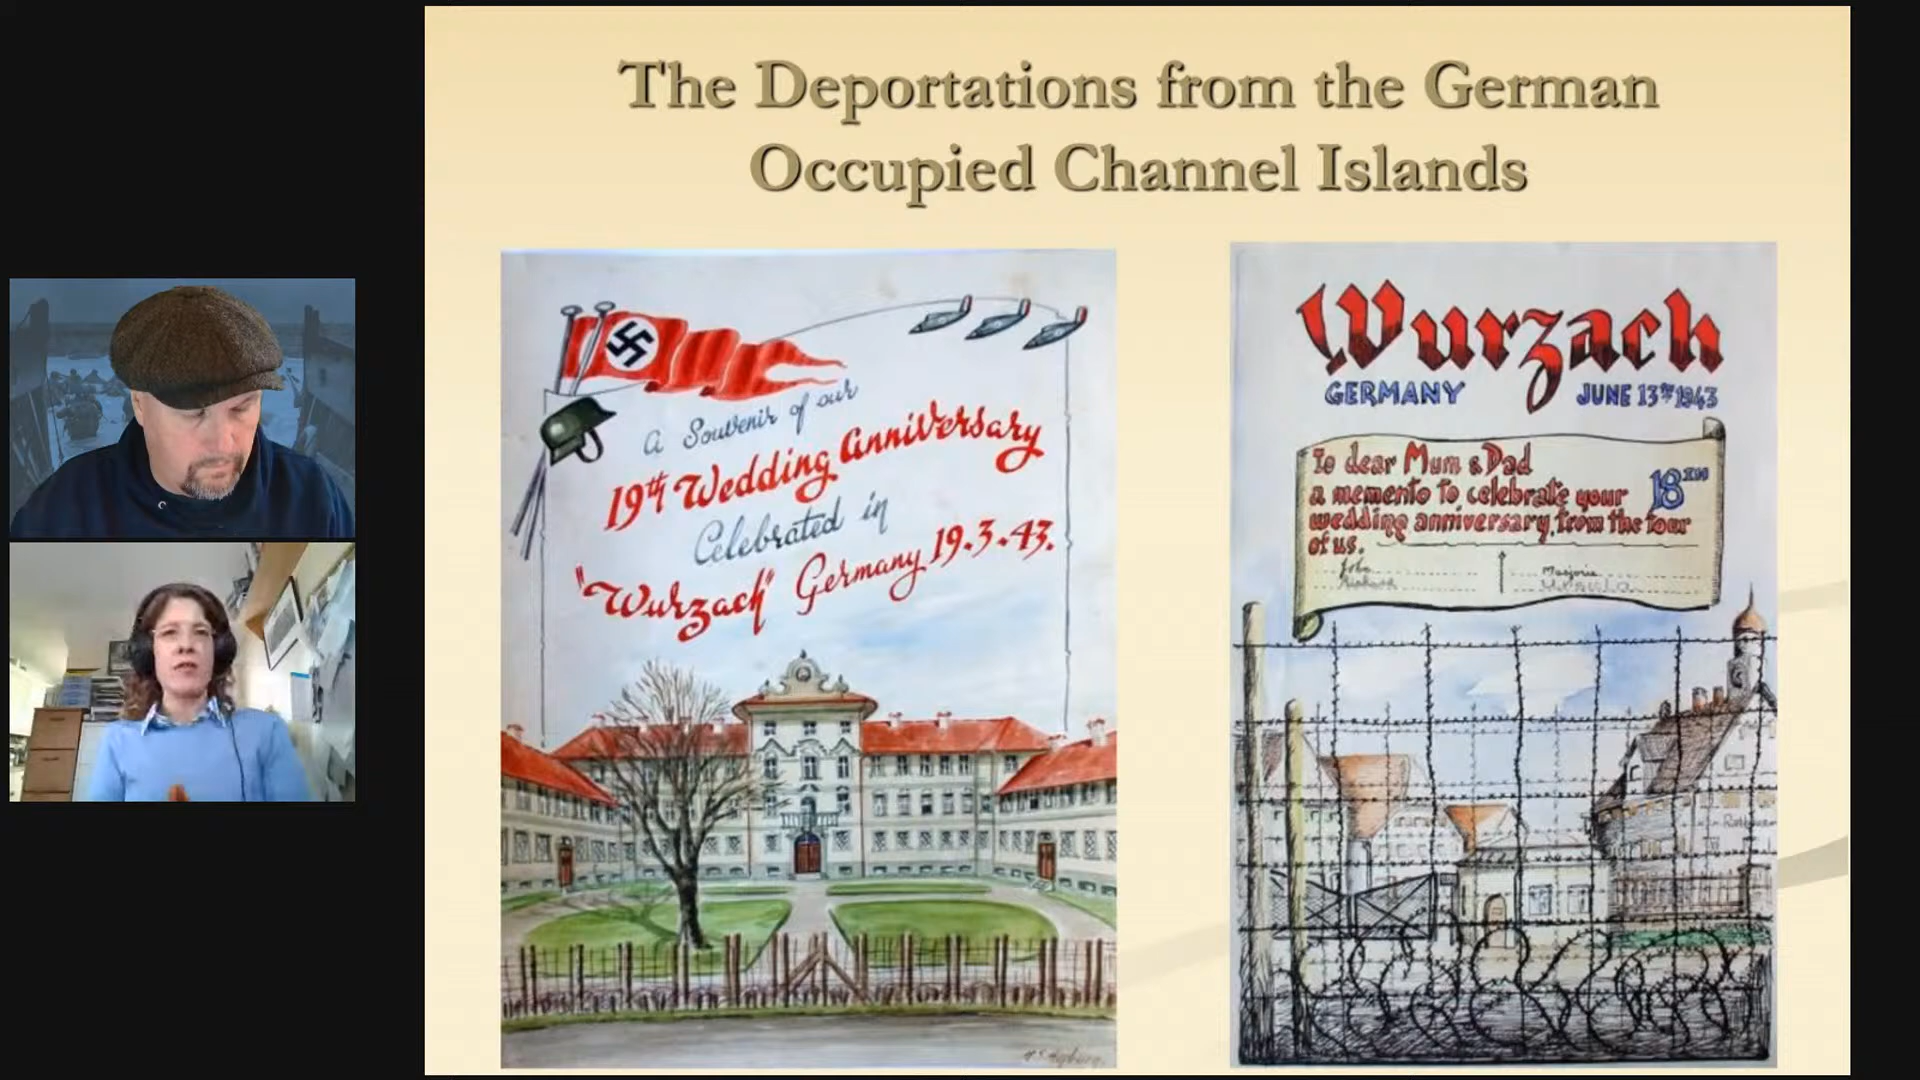 The Deportations from the German
Occupied Channel Islands
a Souvenir of our
19th Wedding Anniversary
Celebrated in
"Wurzach" Germany 19.3.43.
Wurzach
GERMANY JUNE 13TH 1943
To dear Mum & Dad
a memento to celebrate your 18TH
wedding anniversary, from the four
of us.
John Marjorie
Richard Ursula